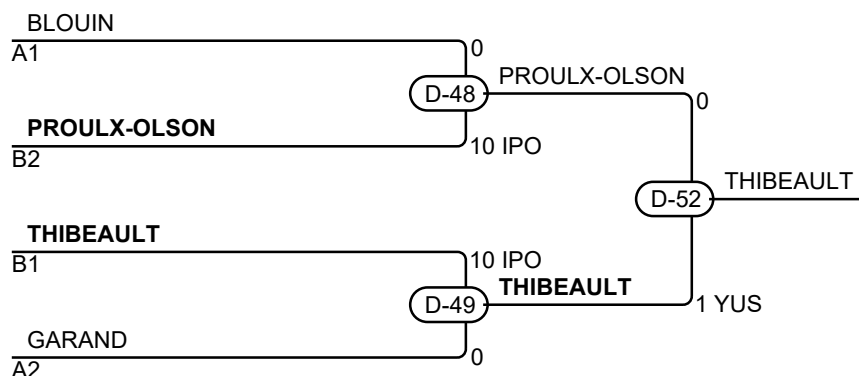 BLOUIN
A1
0
D-48
PROULX-OLSON
0
PROULX-OLSON
B2
10 IPO
D-52
THIBEAULT
THIBEAULT
B1
10 IPO
D-49
THIBEAULT
1 YUS
GARAND
A2
0